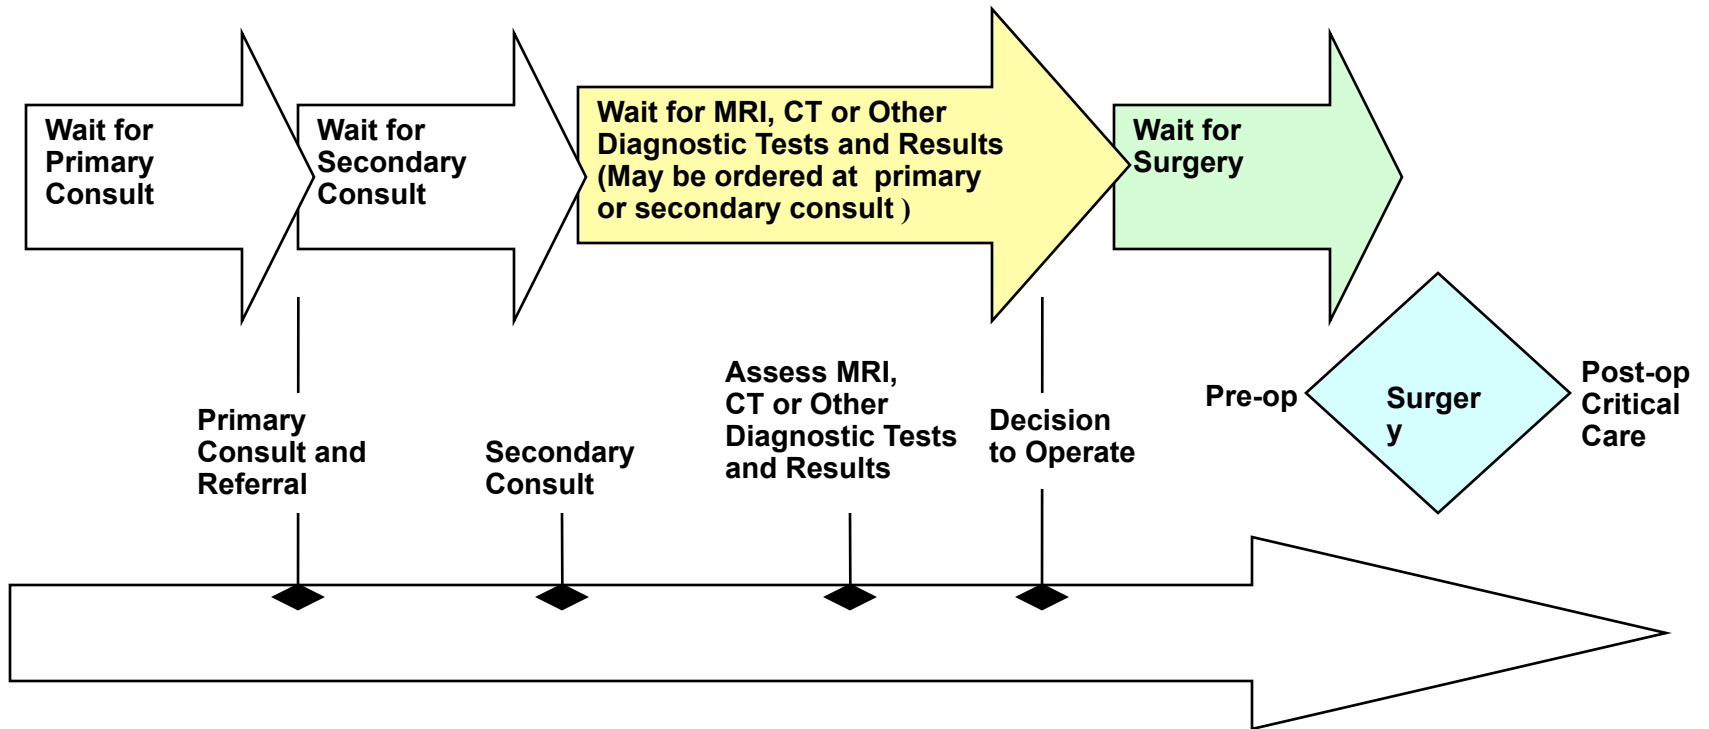 Wait for
Primary
Consult
Wait for
Secondary
Consult
Wait for MRI, CT or Other
Diagnostic Tests and Results
(May be ordered at  primary
or secondary consult )
Wait for
Surgery
Primary
Consult and
Referral
Secondary
Consult
Assess MRI,
CT or Other
Diagnostic Tests
and Results
Decision
to Operate
Pre-op
Surger
y
Post-op
Critical
Care